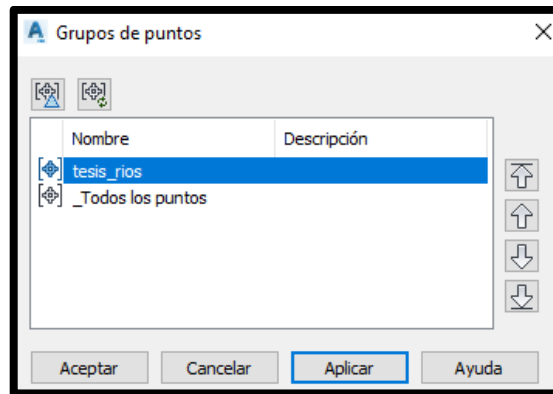 Grupos de puntos
Nombre Descripción
tesis_rios
_Todos los puntos
Aceptar Cancelar Aplicar Ayuda